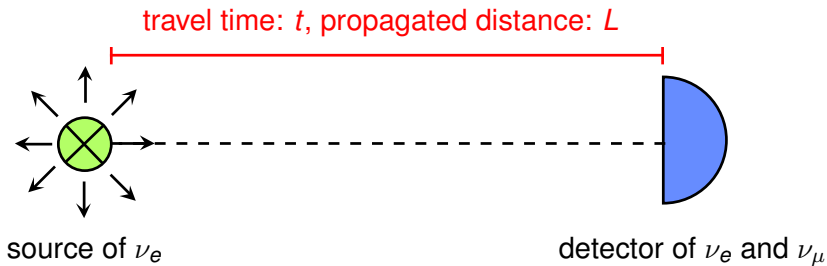 travel time: t, propagated distance: L
source of νe
detector of νe and νμ